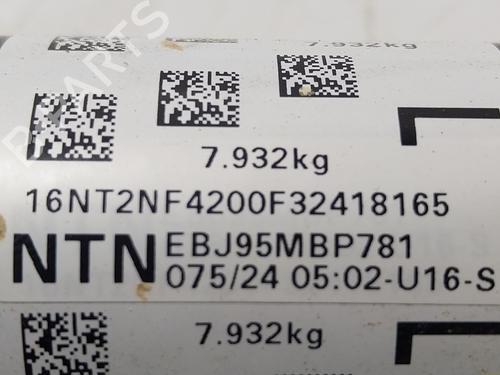 7.932kg
7.932kg
16NT2NF4200F32418165
NTN EBJ95MBP781
075/24 05:02-U16-S
7.932kg